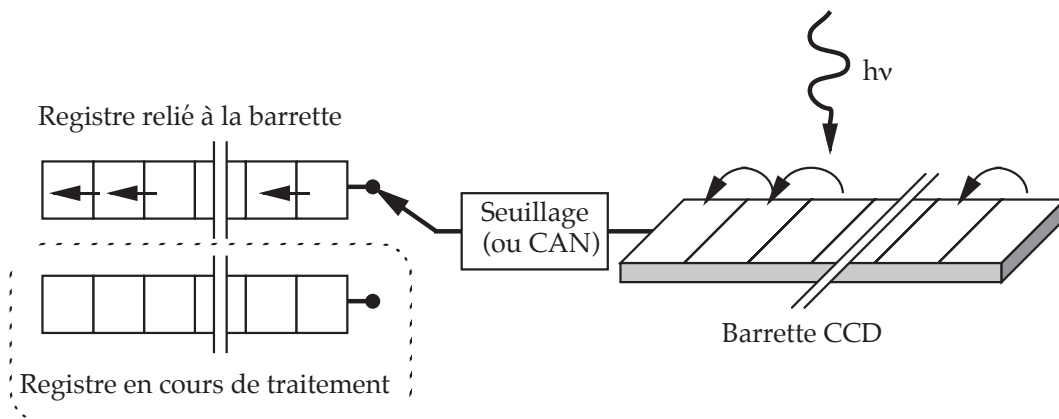 hν
Registre relié à la barrette
Seuillage
(ou CAN)
Barrette CCD
Registre en cours de traitement